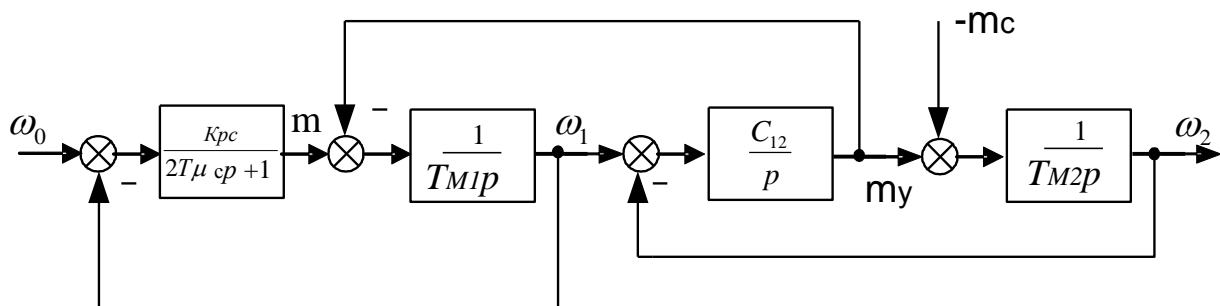 -mc
ω₀
−
Kpc
2Tμ cp +1
m
−
1
TM1p
ω₁
−
C₁₂
p
my
1
TM2p
ω₂